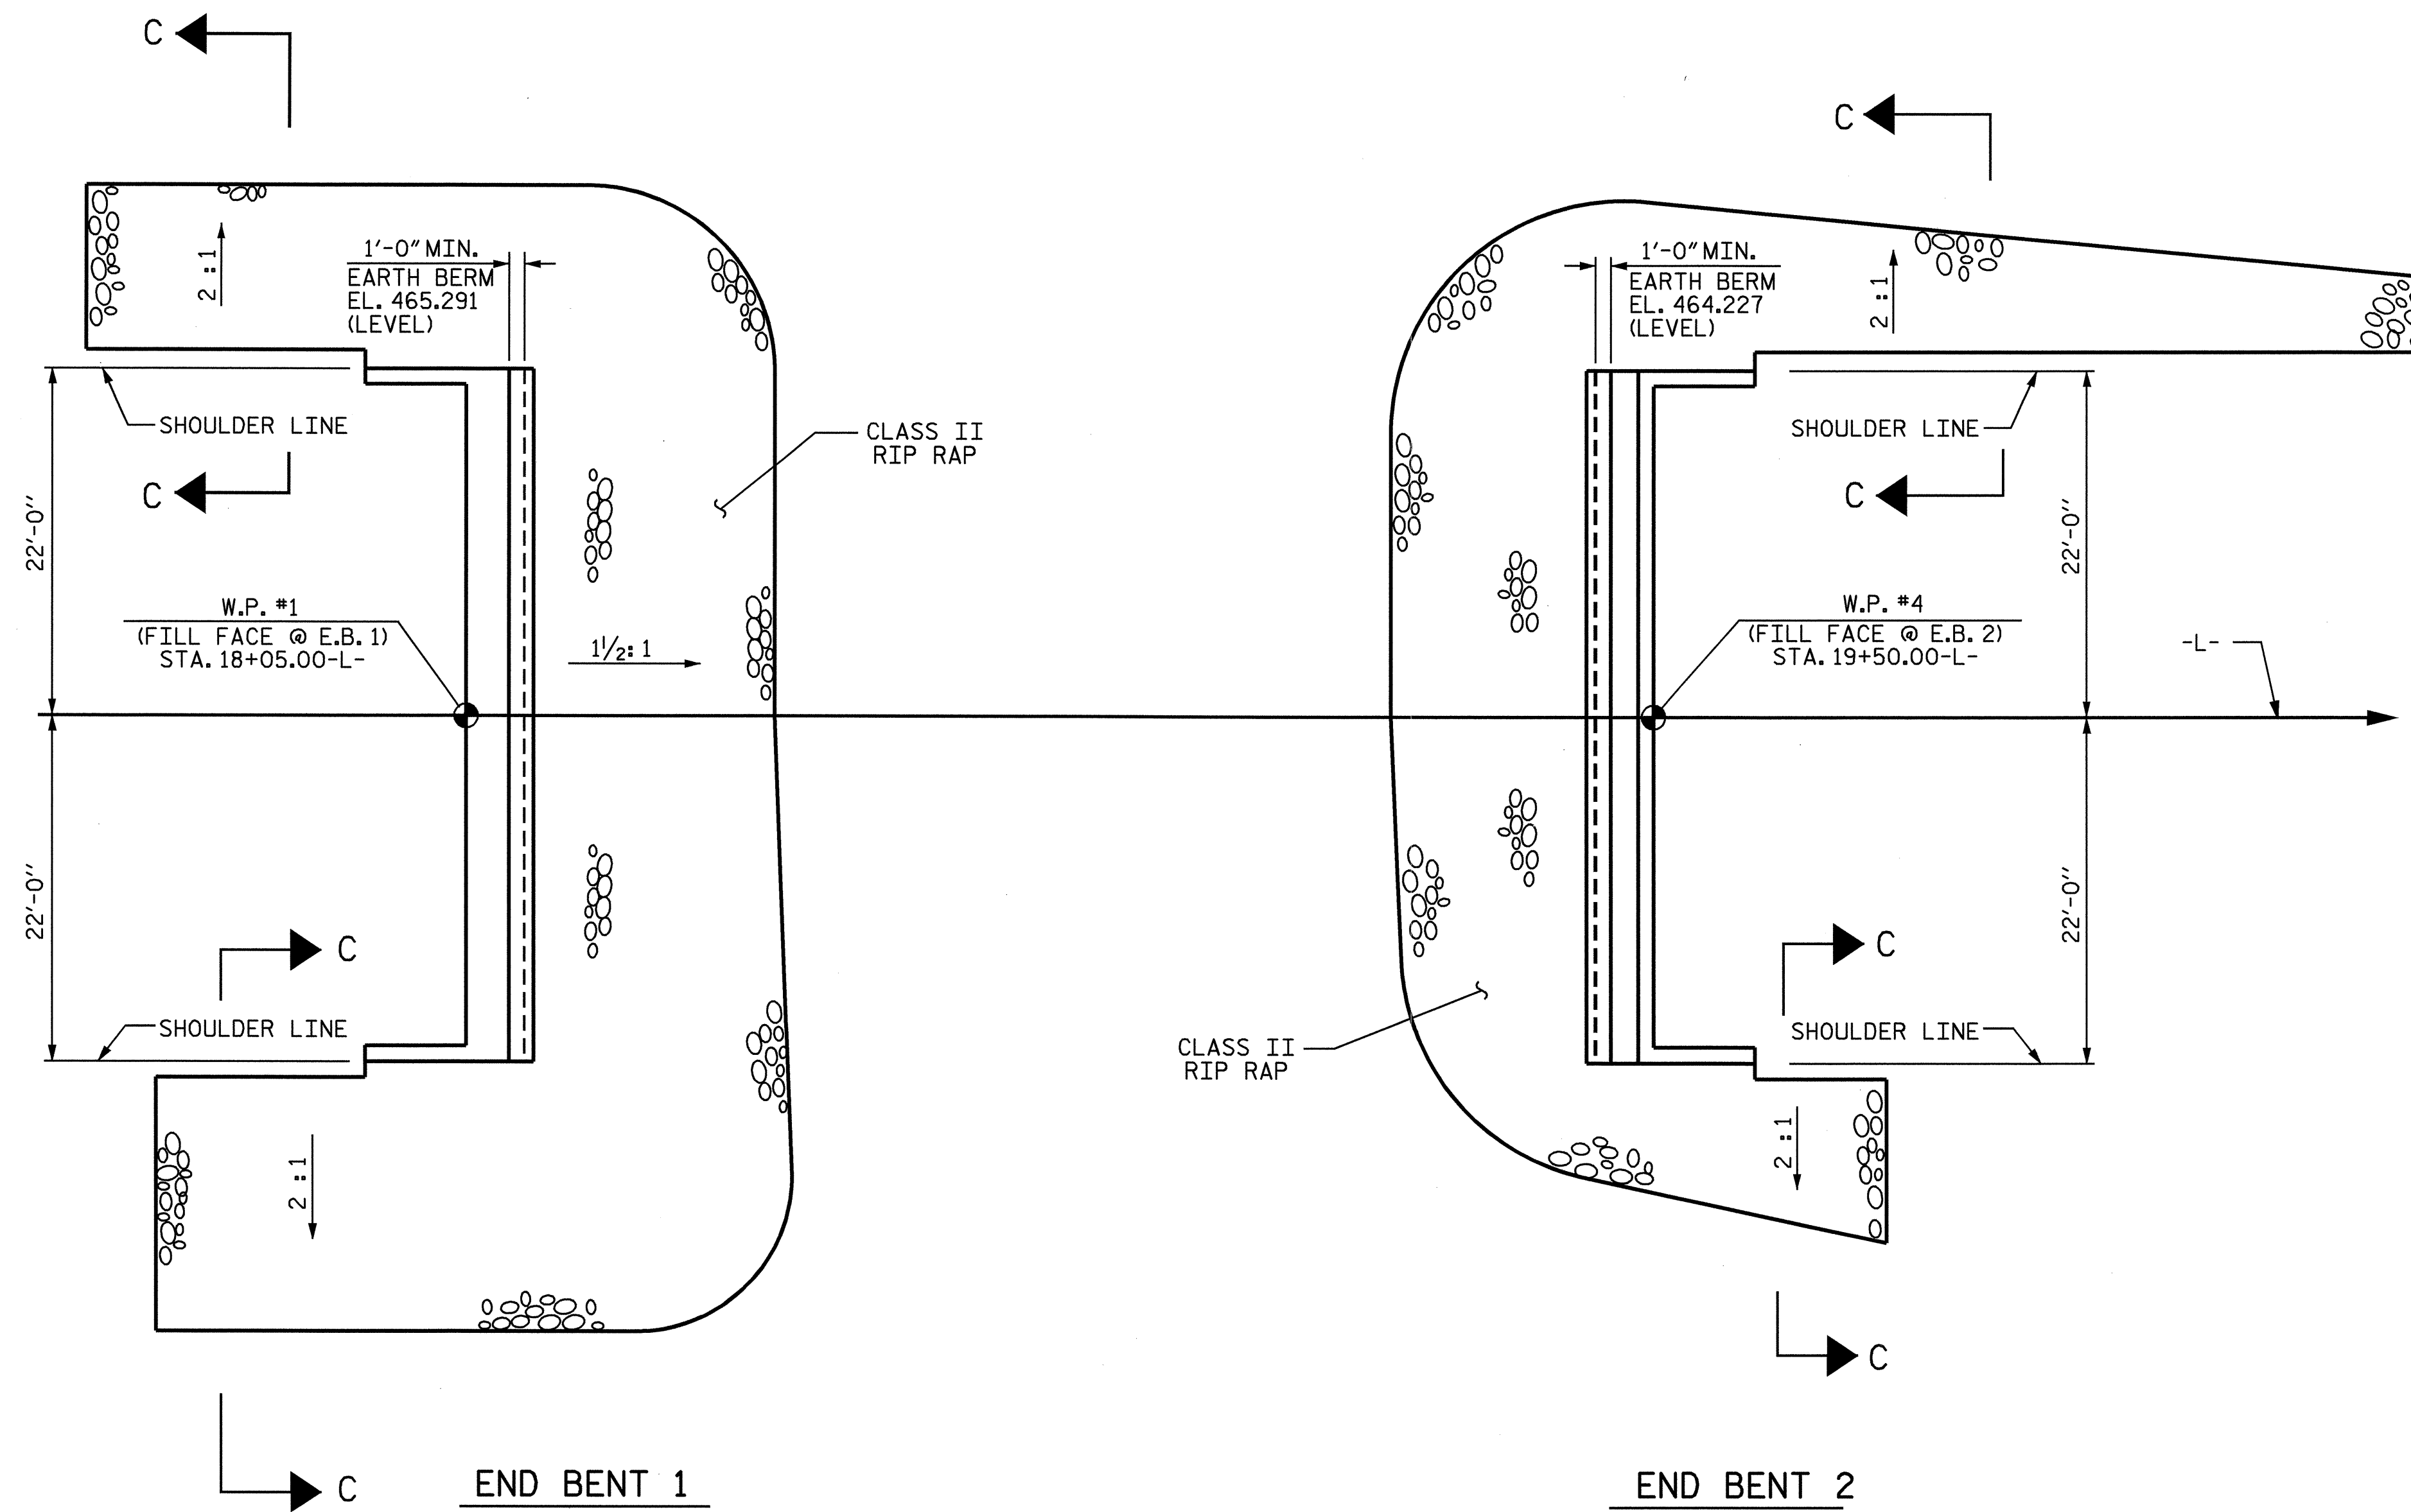 C
C
1'-0" MIN.
EARTH BERM
EL. 465.291
(LEVEL)
2 :1
SHOULDER LINE
C
CLASS II
RIP RAP
22'-0"
W.P. #1
(FILL FACE @ E.B. 1)
STA. 18+05.00-L-
1½: 1
22'-0"
C
SHOULDER LINE
2 :1
C
END BENT 1
1'-0" MIN.
EARTH BERM
EL. 464.227
(LEVEL)
2 :1
SHOULDER LINE
C
22'-0"
W.P. #4
(FILL FACE @ E.B. 2)
STA. 19+50.00-L-
-L-
22'-0"
C
SHOULDER LINE
CLASS II
RIP RAP
2 :1
C
END BENT 2